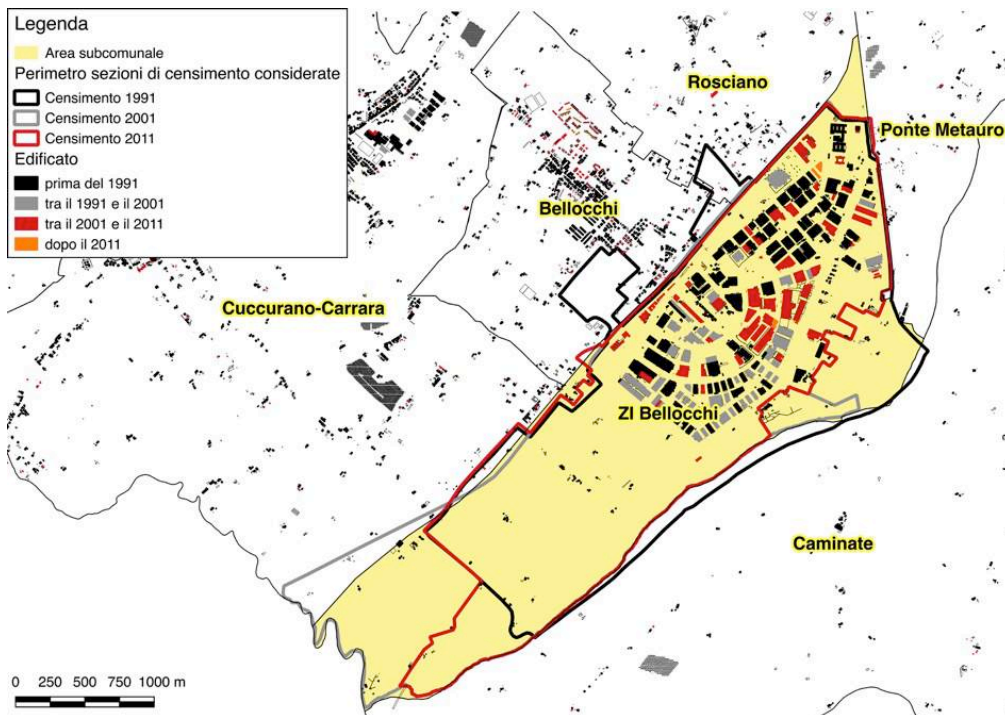 Legenda
Area subcomunale
Perimetro sezioni di censimento considerate
Censimento 1991
Censimento 2001
Censimento 2011
Edificato
prima del 1991
tra il 1991 e il 2001
tra il 2001 e il 2011
dopo il 2011
Rosciano
Ponte Metauro
Bellocchi
Cuccurano-Carrara
ZI Bellocchi
Caminate
0 250 500 750 1000 m